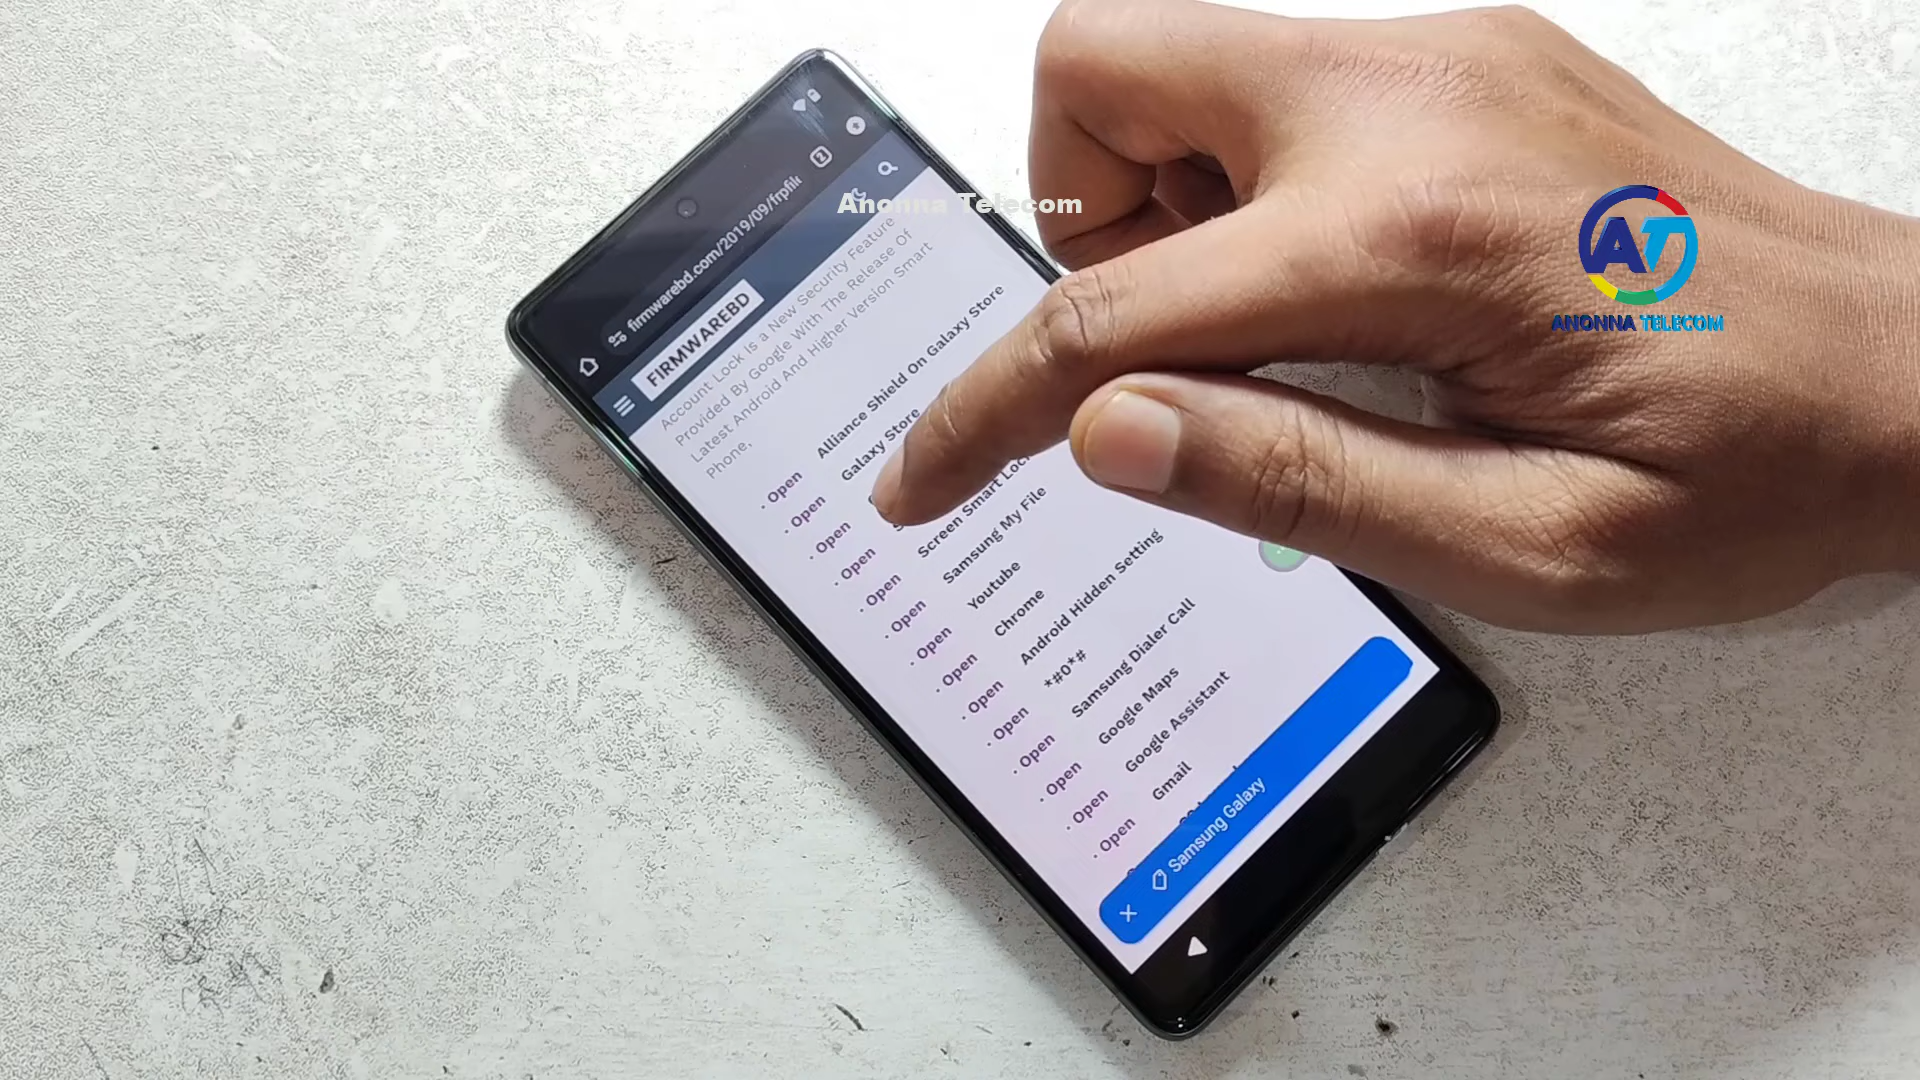 2
firmwarebd.com/2019/09/frpfile
FIRMWAREBD
Account Lock Is a New Security Feature
Provided By Google With The Release Of
Latest Android And Higher Version Smart
Phone,
• Open Alliance Shield On Galaxy Store
• Open Galaxy Store
• Open
• Open
• Open Screen Smart Lock
• Open Samsung My File
• Open Youtube
• Open Chrome
• Open Android Hidden Setting
• Open *#0*#
• Open Samsung Dialer Call
• Open Google Maps
• Open Google Assistant
• Open Gmail
Samsung Galaxy
Anonna Telecom
AT
ANONNA TELECOM